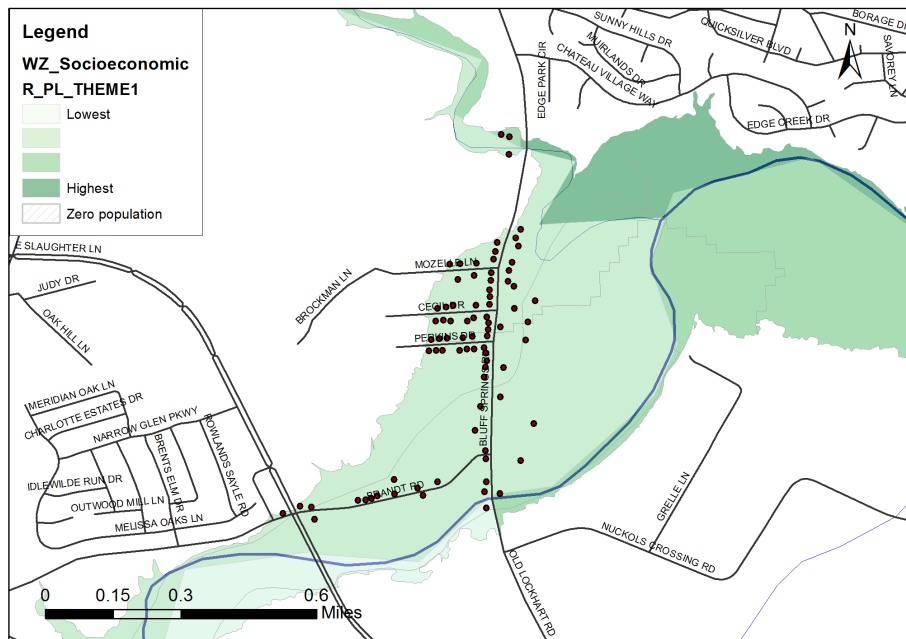 Legend
WZ_Socioeconomic
R_PL_THEME1
Lowest
Highest
Zero population
N
SUNNY HILLS DR
QUICKSILVER BLVD
BORAGE DR
SAVOREY LN
MUIRLANDS DR
CHATEAU VILLAGE WAY
EDGE PARK CIR
EDGE CREEK DR
E SLAUGHTER LN
JUDY DR
OAK HILL LN
BROCKMAN LN
MOZELLE LN
CECIL DR
PERKINS DR
BLUFF SPRINGS
MERIDIAN OAK LN
CHARLOTTE ESTATES DR
NARROW GLEN PKWY
ROWLANDS SAYLE RD
BRENTS ELM DR
IDLEWILDE RUN DR
OUTWOOD MILL LN
MELISSA OAKS LN
BRANDT RD
GRELLE LN
NUCKOLS CROSSING RD
OLD LOCKHART RD
0 0.15 0.3 0.6
Miles